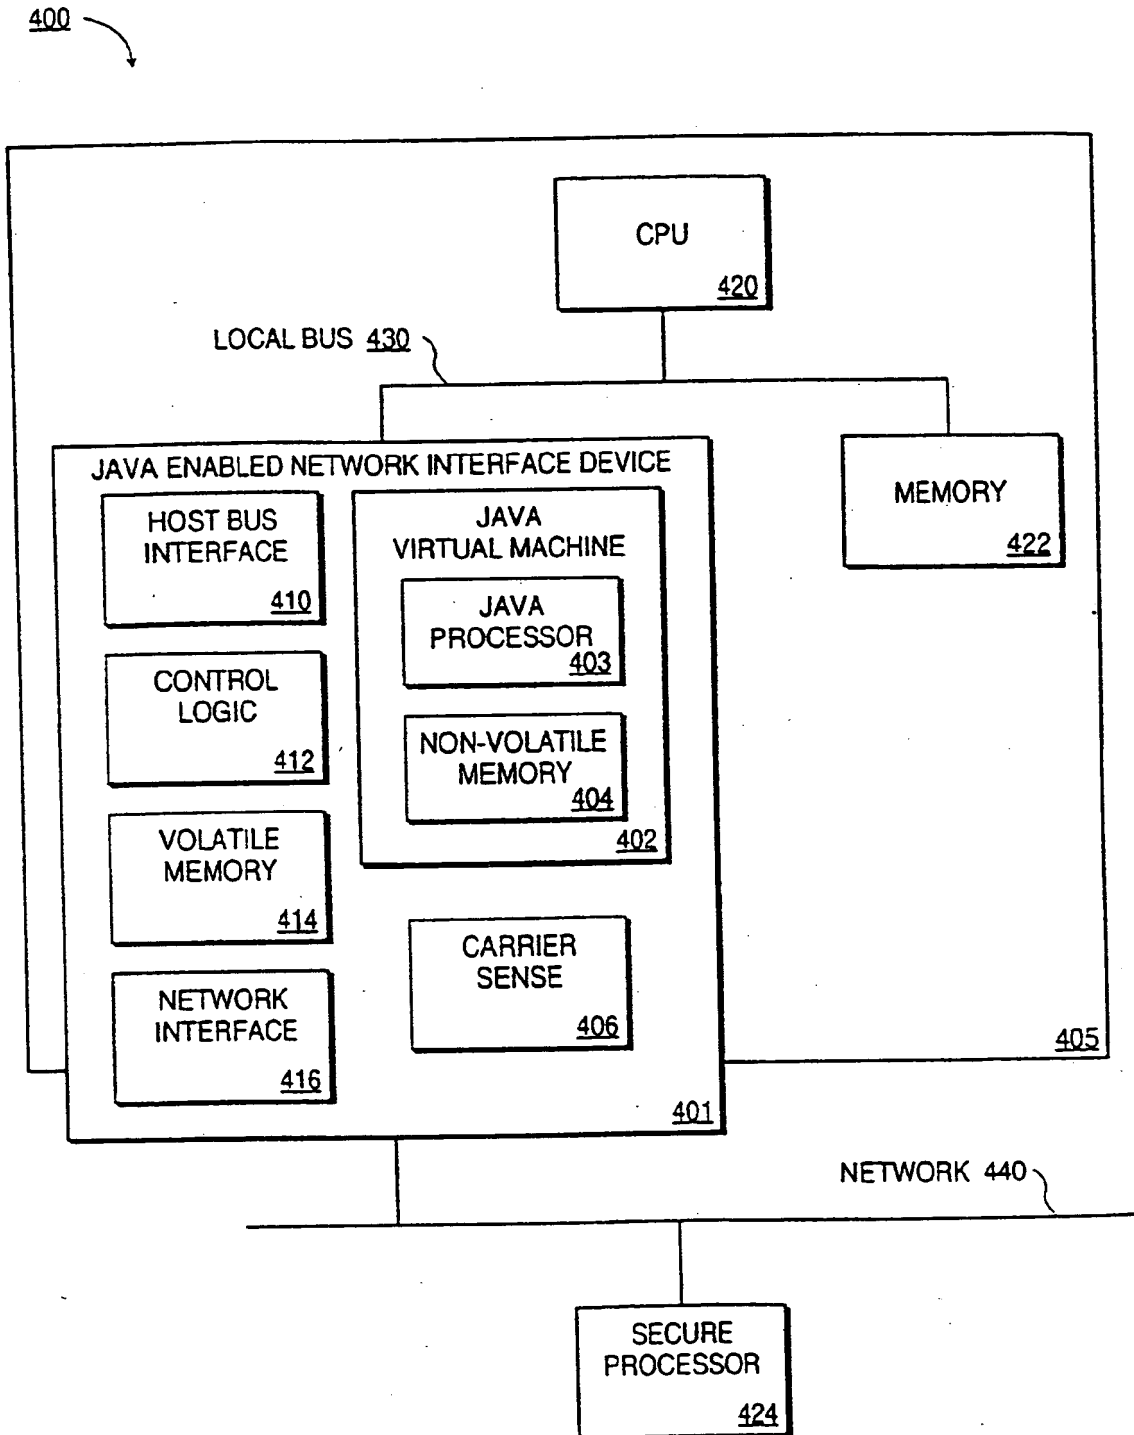 400
CPU
420
LOCAL BUS 430
JAVA ENABLED NETWORK INTERFACE DEVICE
HOST BUS
INTERFACE
410
JAVA
VIRTUAL MACHINE
MEMORY
422
JAVA
PROCESSOR
403
CONTROL
LOGIC
412
NON-VOLATILE
MEMORY
404
402
VOLATILE
MEMORY
414
CARRIER
SENSE
406
NETWORK
INTERFACE
416
405
401
NETWORK 440
SECURE
PROCESSOR
424